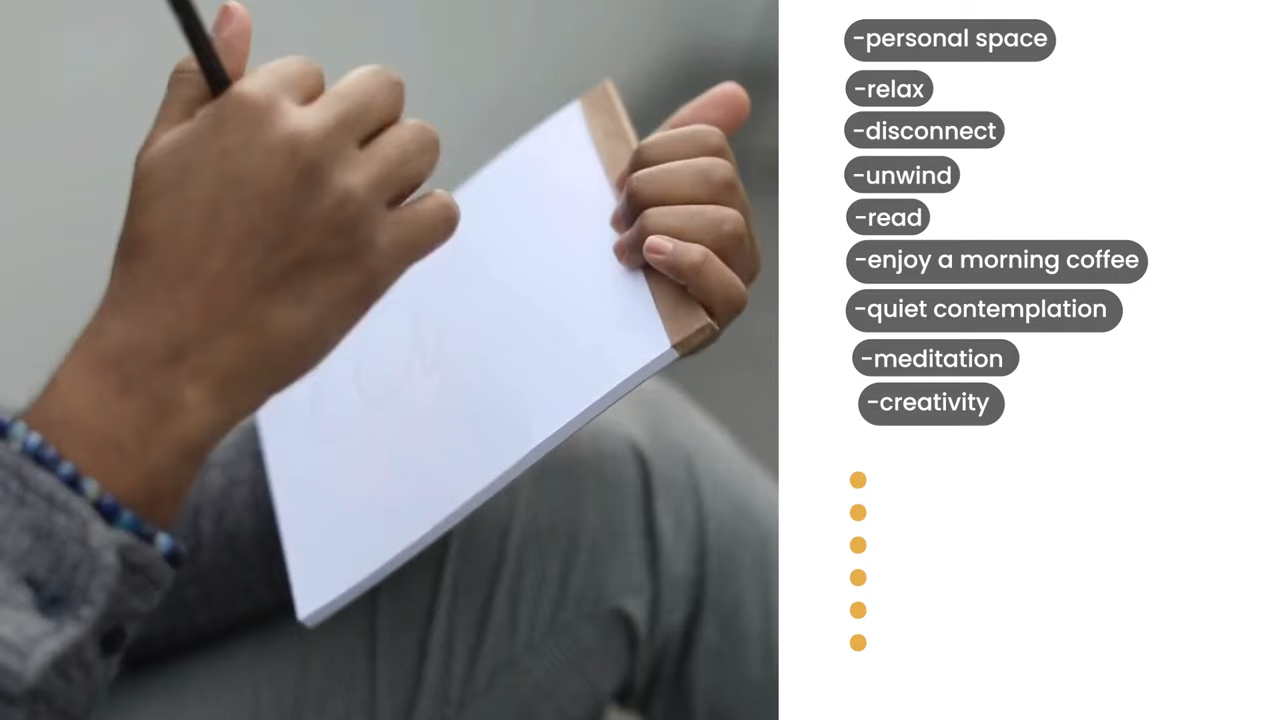 -personal space
-relax
-disconnect
-unwind
-read
-enjoy a morning coffee
-quiet contemplation
-meditation
-creativity